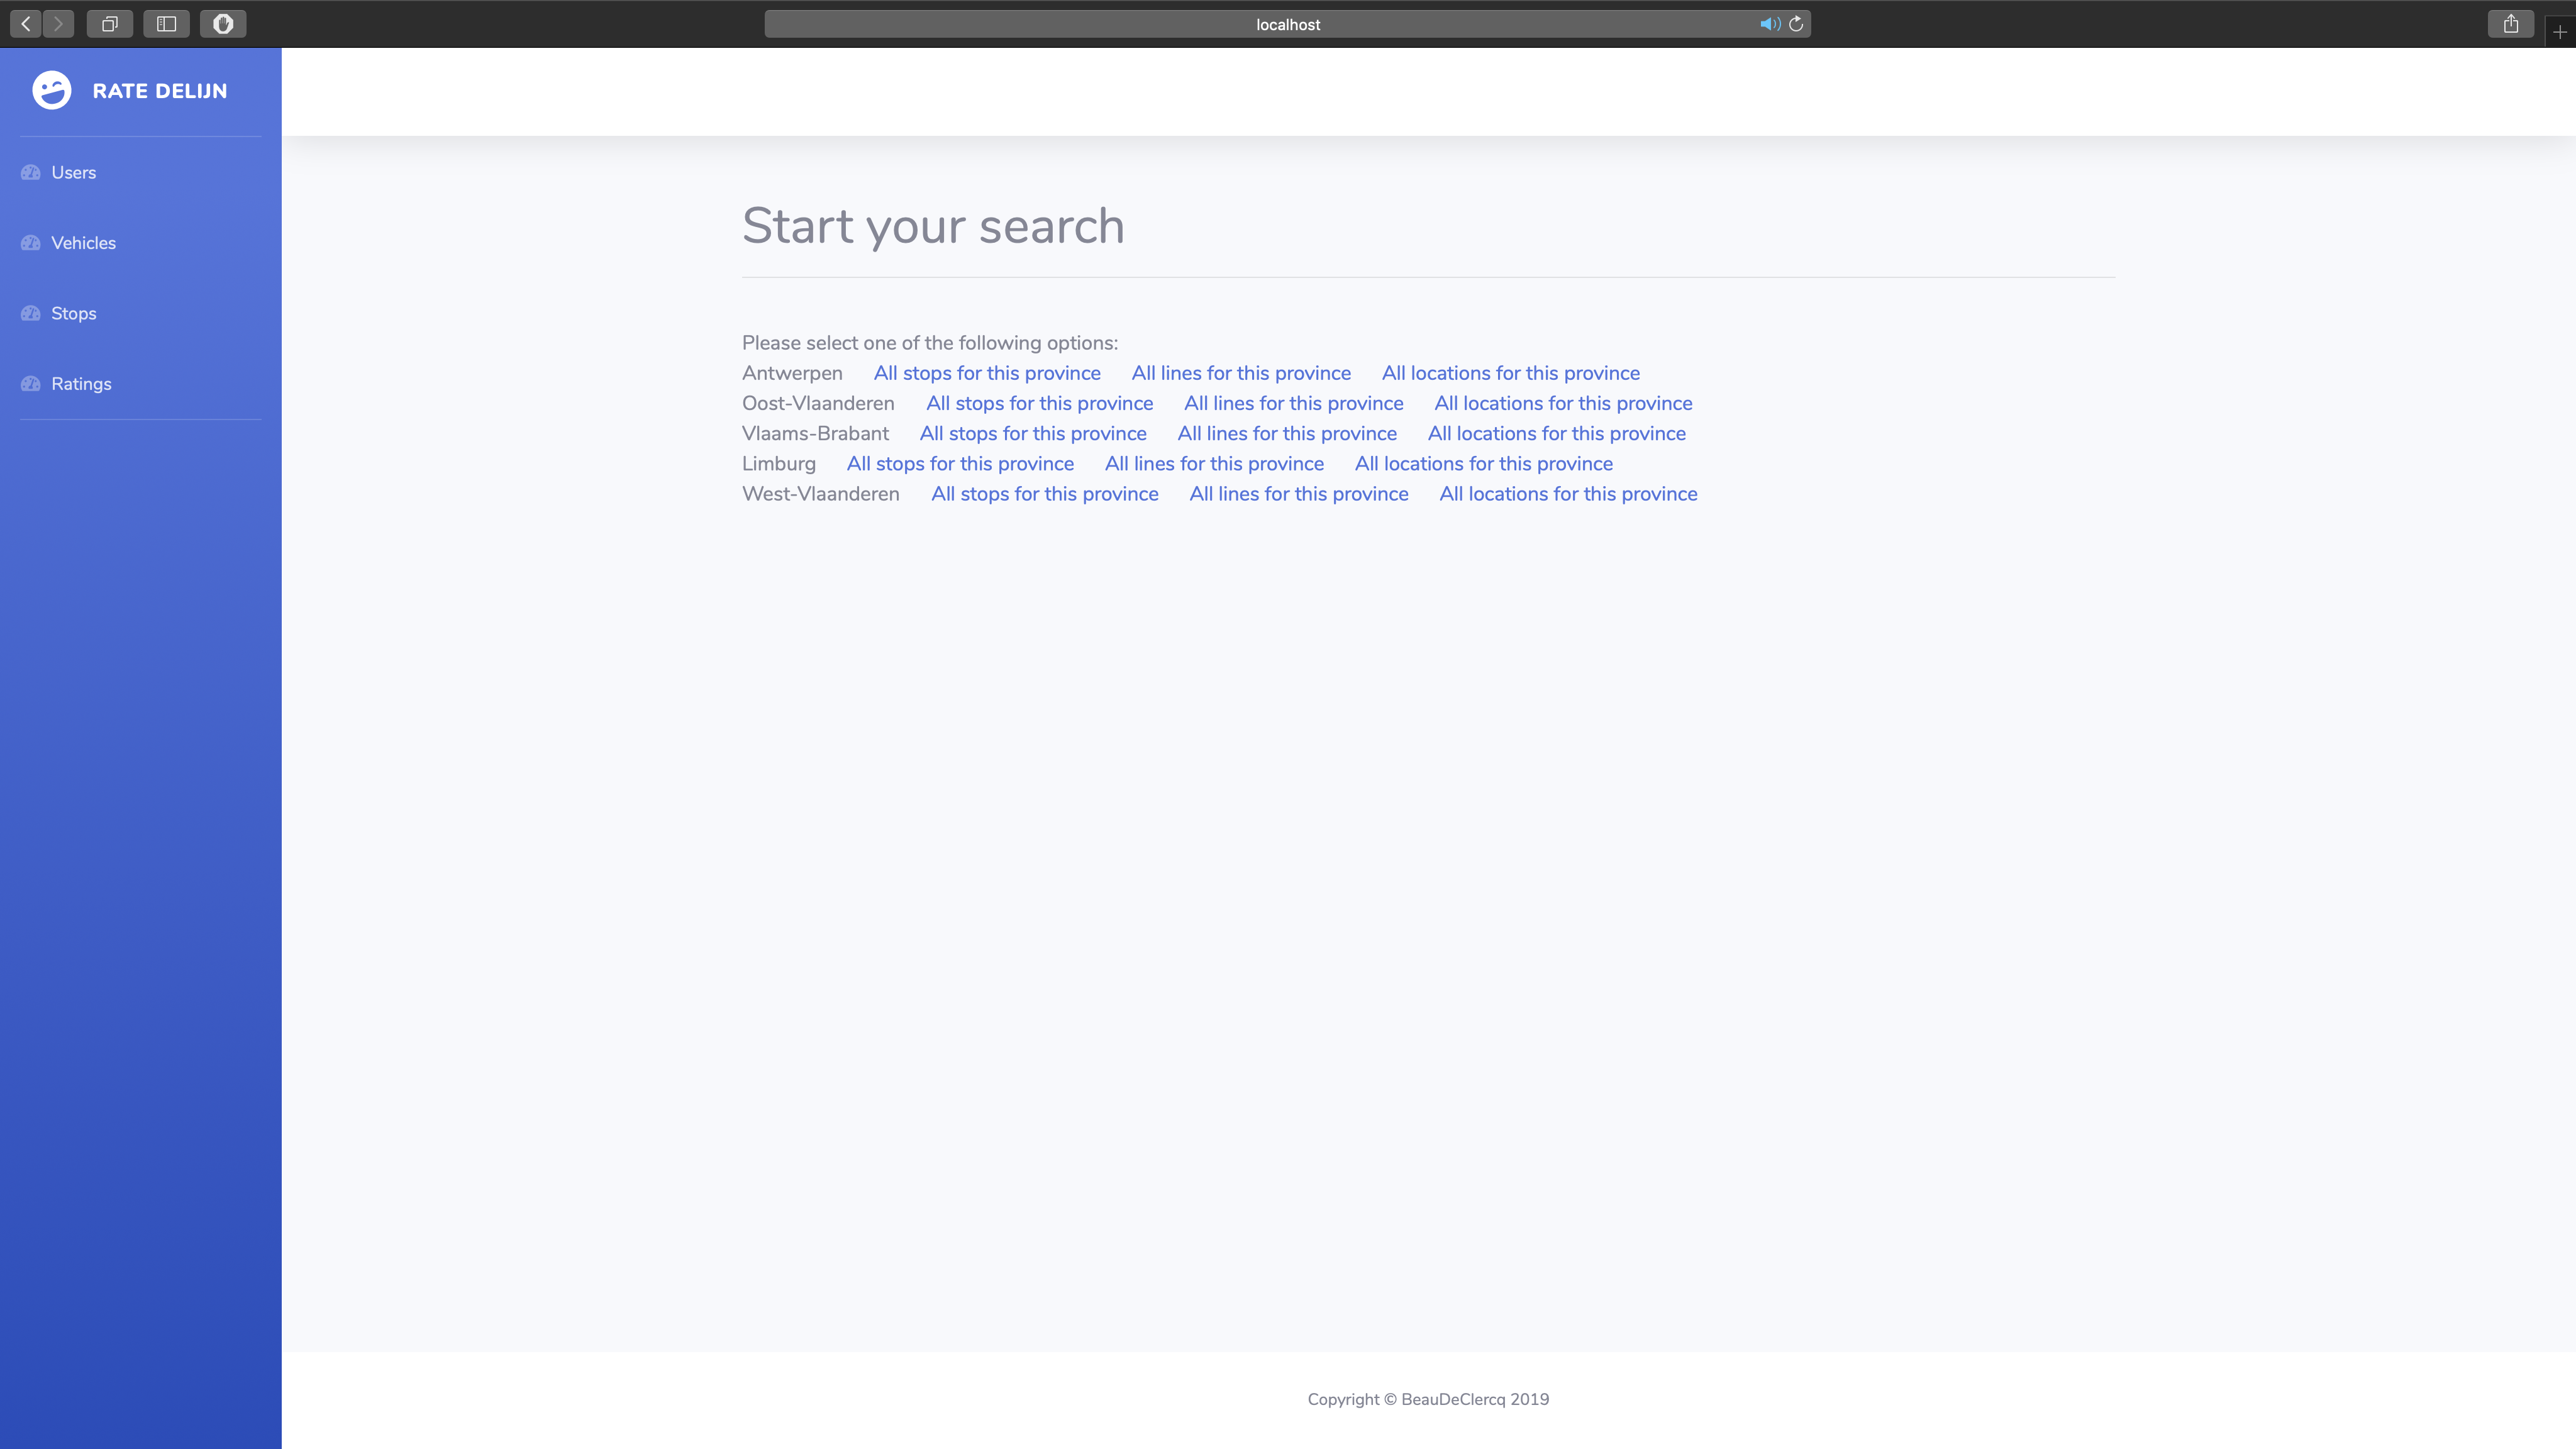 localhost
RATE DELIJN
Users
Vehicles
Stops
Ratings
Start your search
Please select one of the following options:
Antwerpen All stops for this province All lines for this province All locations for this province
Oost-Vlaanderen All stops for this province All lines for this province All locations for this province
Vlaams-Brabant All stops for this province All lines for this province All locations for this province
Limburg All stops for this province All lines for this province All locations for this province
West-Vlaanderen All stops for this province All lines for this province All locations for this province
Copyright © BeauDeClercq 2019